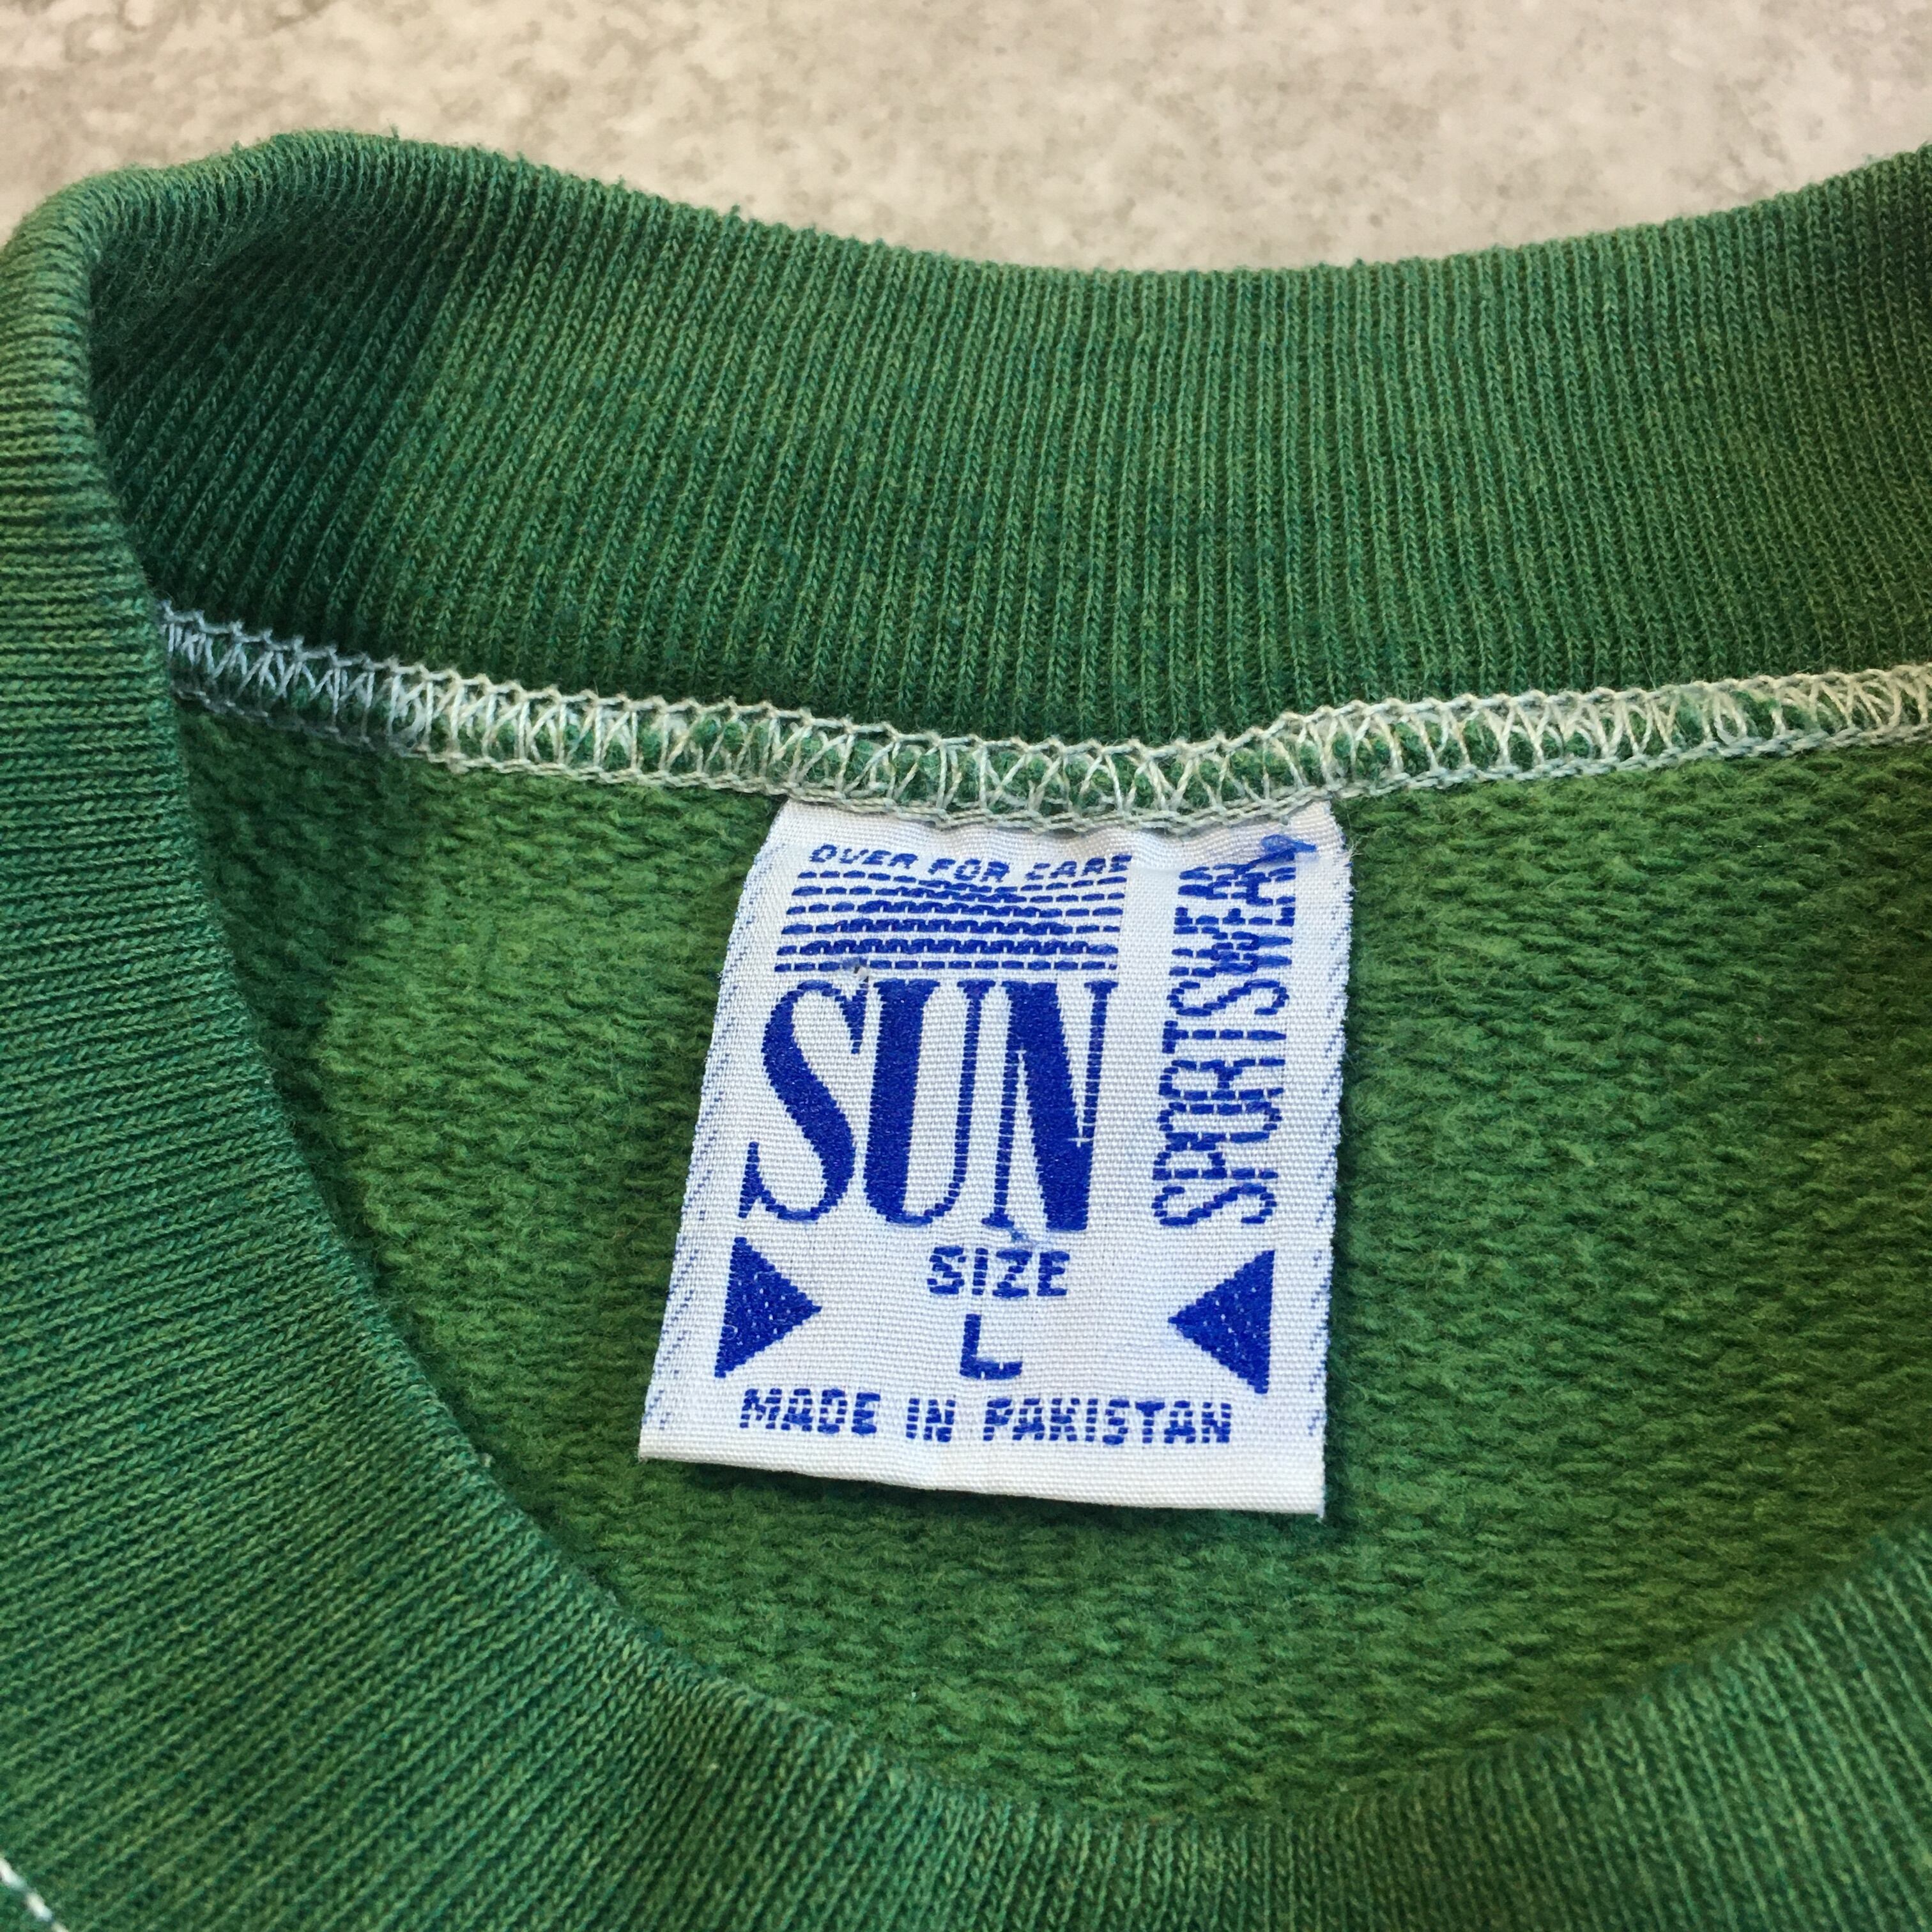 OVER FOR CARE
SUN
SPORTSWEAR
SIZE
L
MADE IN PAKISTAN